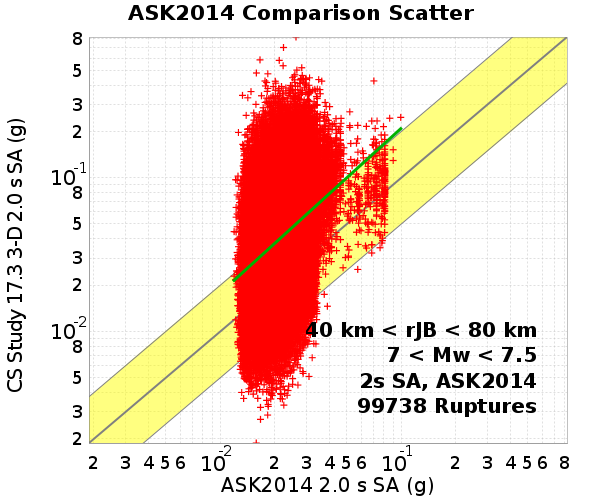 ASK2014 Comparison Scatter
CS Study 17.3 3-D 2.0 s SA (g)
8
5
3
2
10⁻¹
8
5
3
2
10⁻²
8
5
3
2
40 km < rJB < 80 km
7 < Mw < 7.5
2s SA, ASK2014
99738 Ruptures
2 3 4 5 6 10⁻² 2 3 4 5 6 10⁻¹ 2 3 4 5 6 8
ASK2014 2.0 s SA (g)